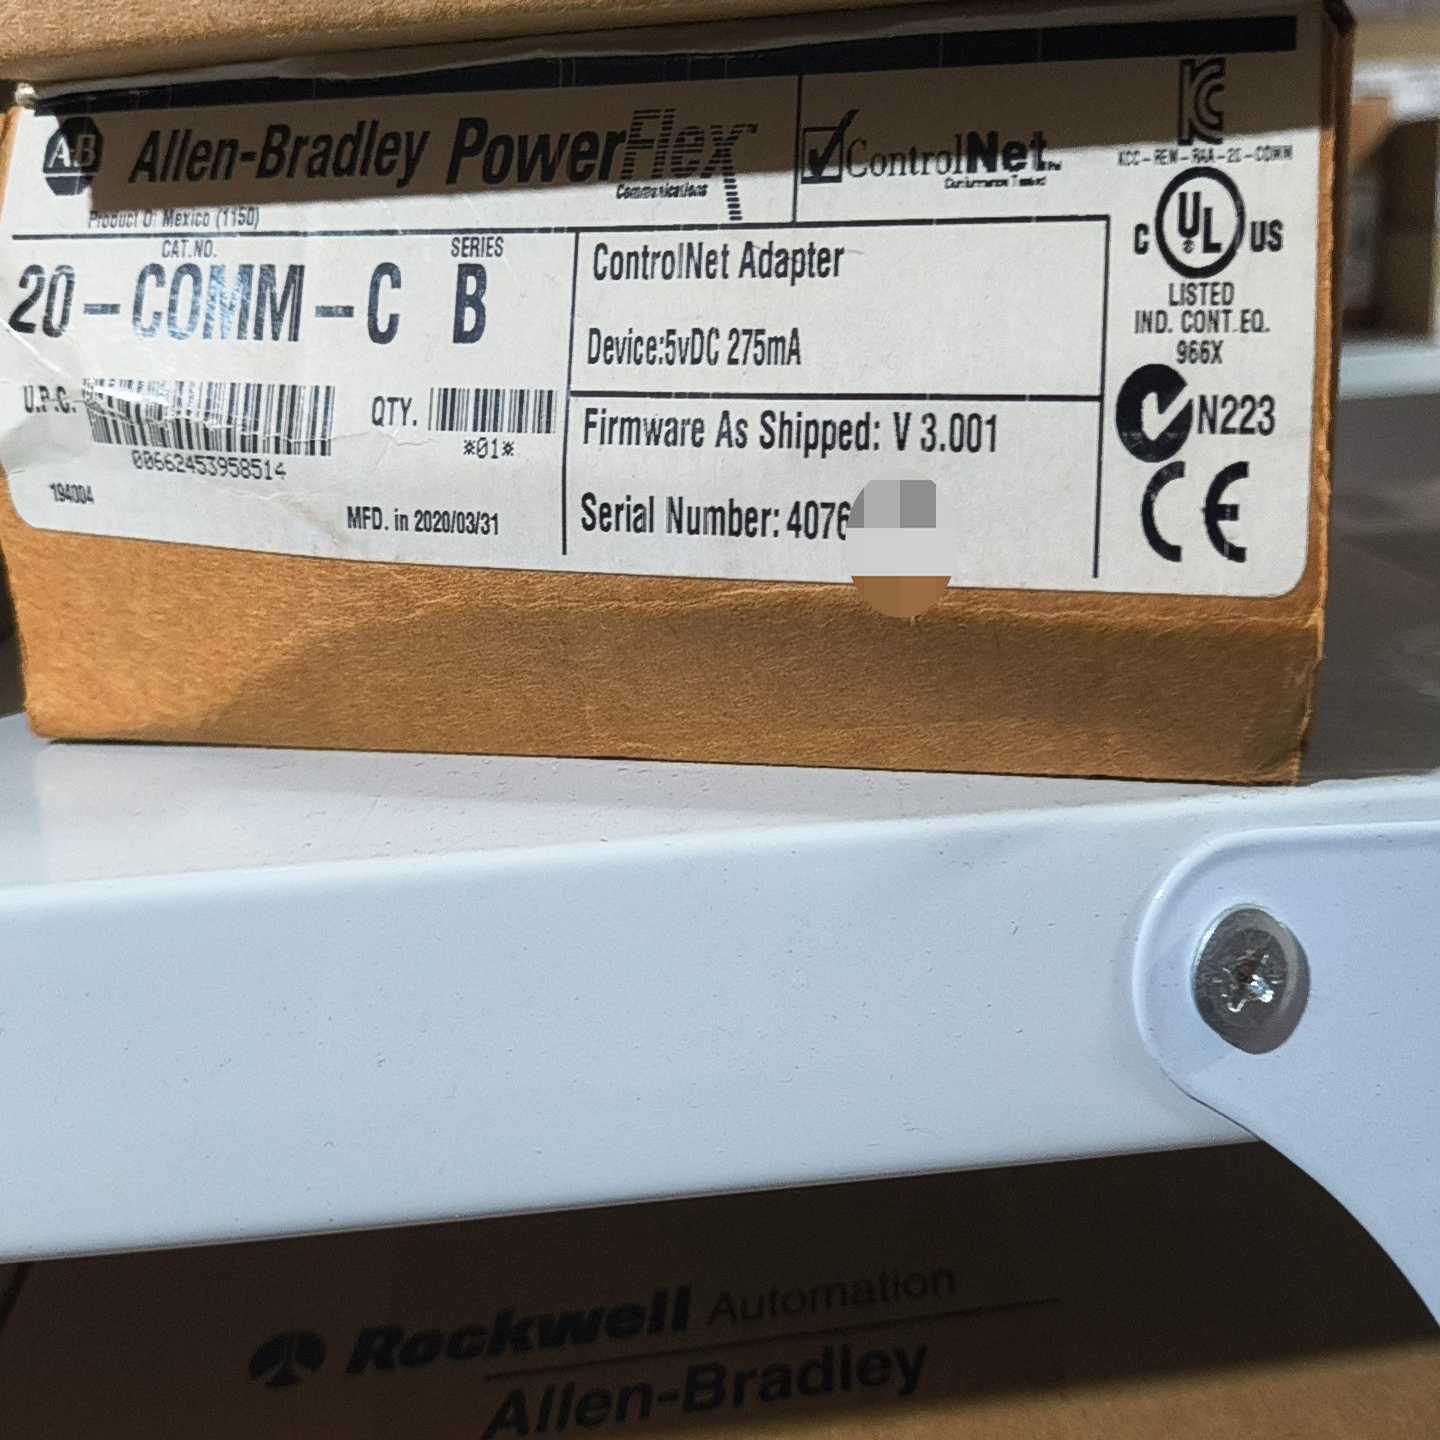 AB Allen-Bradley PowerFlex
Communications
ControlNet
KCC-REM-RAA-20-COMM
Product of Mexico (1150)
CAT.NO.
SERIES
20-COMM-C B
U.P.C.
00662453958514
QTY.
*01*
194004
MFD. in 2020/03/31
ControlNet Adapter
Device:5vDC 275mA
Firmware As Shipped: V 3.001
Serial Number: 4076
C UL US
®
LISTED
IND. CONT.EQ.
966X
N223
CE
Rockwell Automation
Allen-Bradley